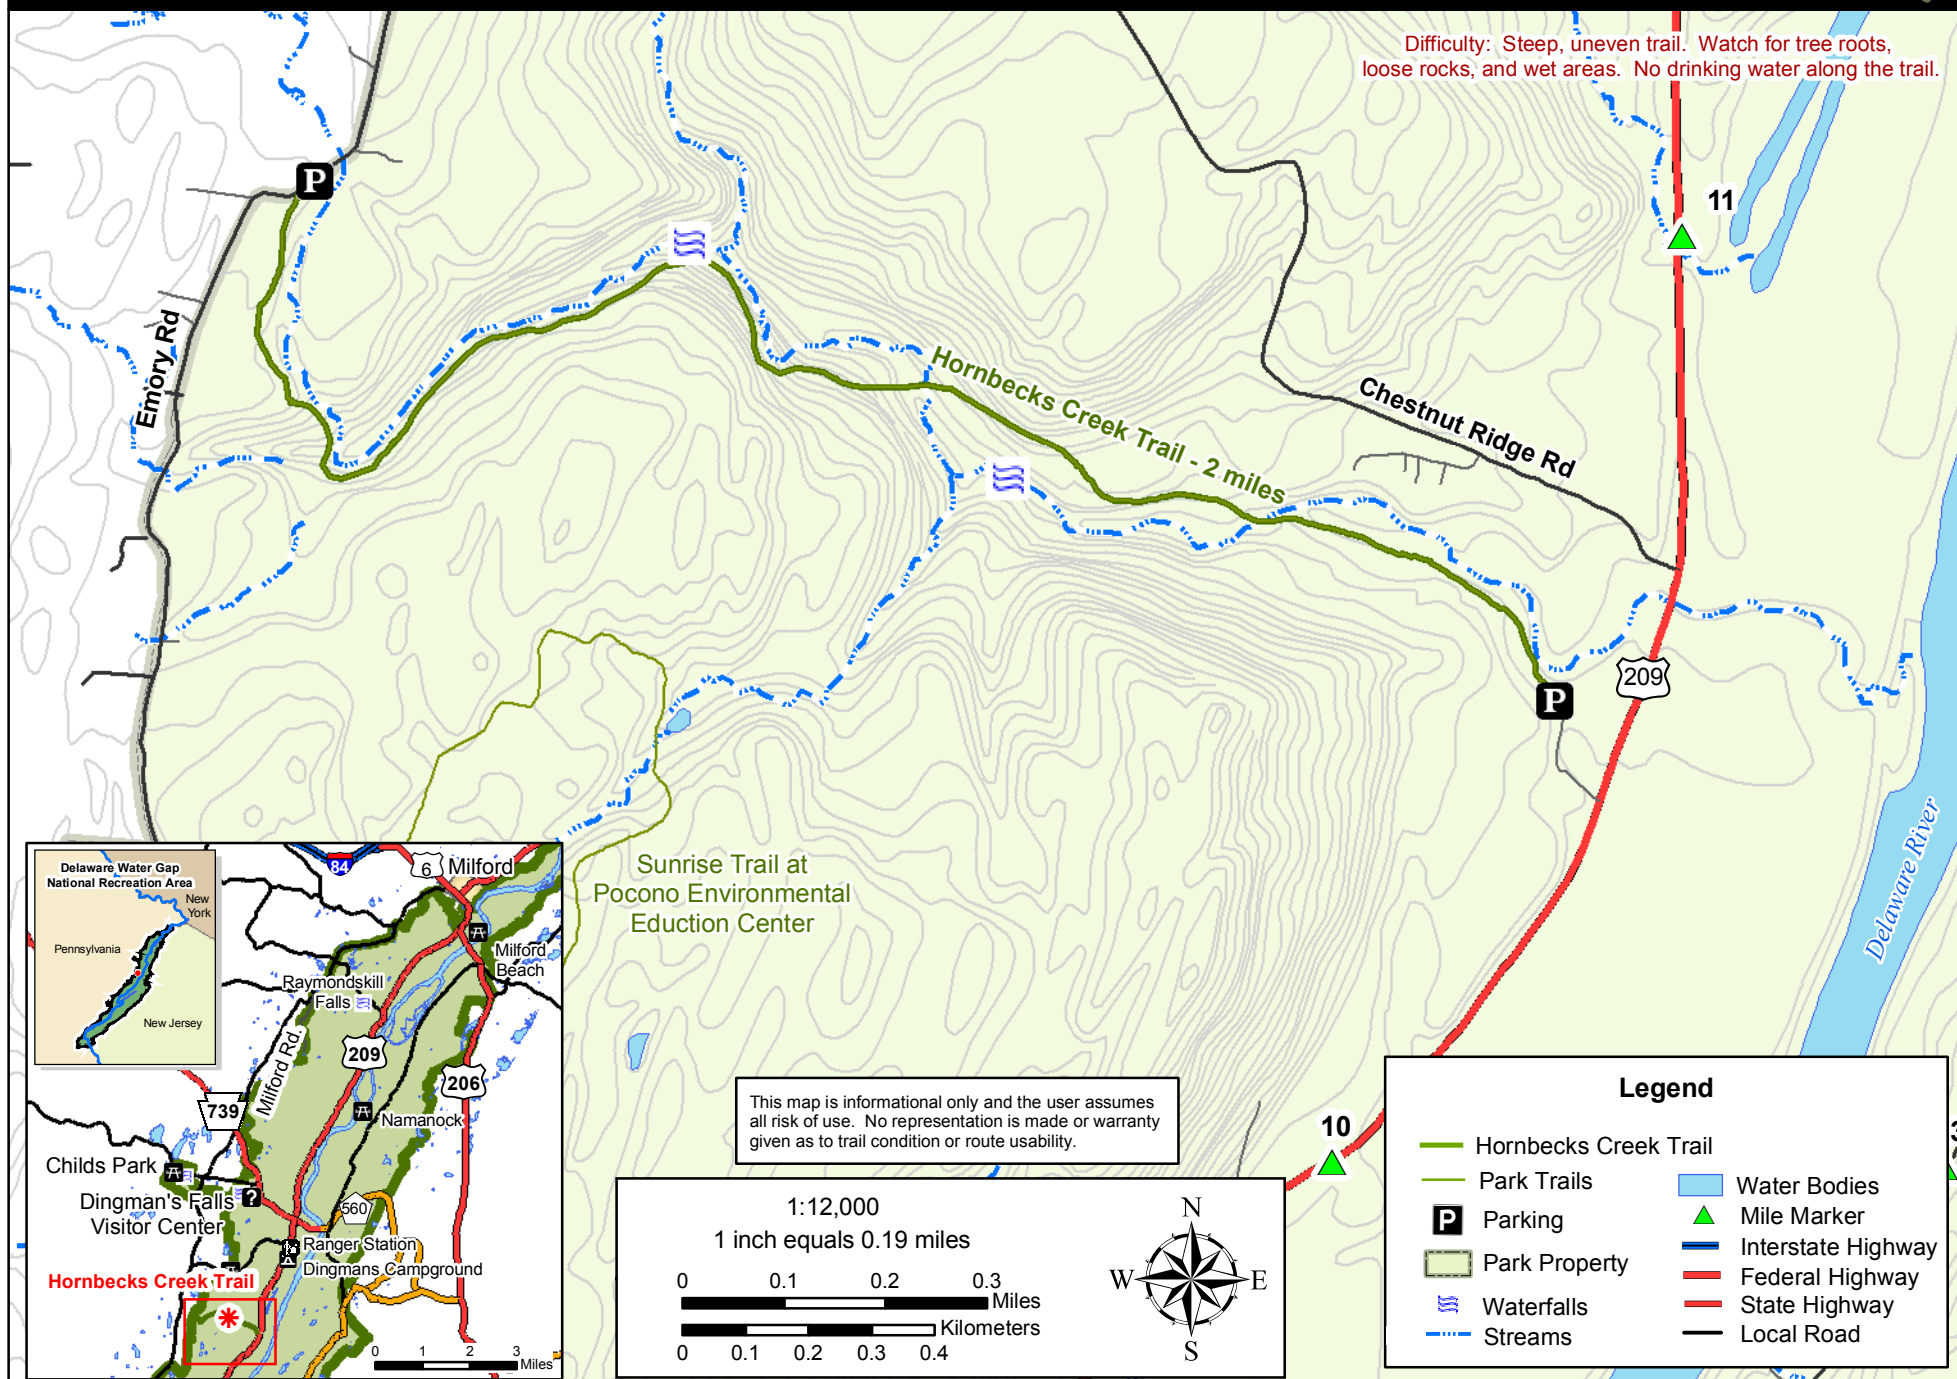 Difficulty: Steep, uneven trail. Watch for tree roots,
loose rocks, and wet areas. No drinking water along the trail.
P
11
Emory Rd
Hornbecks Creek Trail - 2 miles
Chestnut Ridge Rd
209
P
Delaware River
Sunrise Trail at
Pocono Environmental
Eduction Center
10
3
Delaware Water Gap
National Recreation Area
New
York
Pennsylvania
New Jersey
84
6
Milford
Milford
Beach
Raymondskill
Falls
Milford Rd.
209
206
739
Namanock
Childs Park
Dingman's Falls
Visitor Center
?
560
Ranger Station
Dingmans Campground
Hornbecks Creek Trail
0 1 2 3
Miles
This map is informational only and the user assumes
all risk of use. No representation is made or warranty
given as to trail condition or route usability.
1:12,000
1 inch equals 0.19 miles
0 0.1 0.2 0.3
Miles
Kilometers
0 0.1 0.2 0.3 0.4
N
W E
S
Legend
Hornbecks Creek Trail
Park Trails
P Parking
Park Property
Waterfalls
Streams
Water Bodies
Mile Marker
Interstate Highway
Federal Highway
State Highway
Local Road